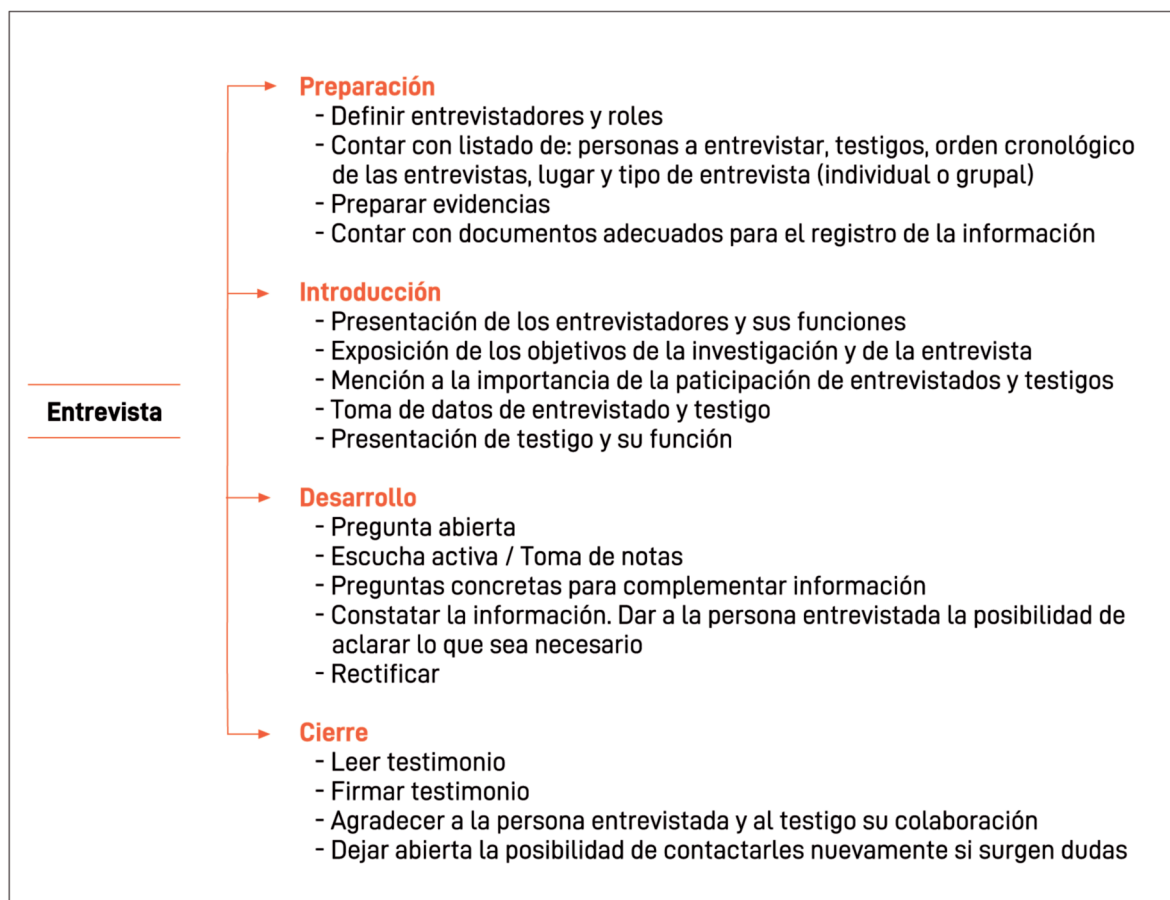 Preparación
- Definir entrevistadores y roles
- Contar con listado de: personas a entrevistar, testigos, orden cronológico
de las entrevistas, lugar y tipo de entrevista (individual o grupal)
- Preparar evidencias
- Contar con documentos adecuados para el registro de la información
Introducción
- Presentación de los entrevistadores y sus funciones
- Exposición de los objetivos de la investigación y de la entrevista
- Mención a la importancia de la paticipación de entrevistados y testigos
- Toma de datos de entrevistado y testigo
- Presentación de testigo y su función
Entrevista
Desarrollo
- Pregunta abierta
- Escucha activa / Toma de notas
- Preguntas concretas para complementar información
- Constatar la información. Dar a la persona entrevistada la posibilidad de
aclarar lo que sea necesario
- Rectificar
Cierre
- Leer testimonio
- Firmar testimonio
- Agradecer a la persona entrevistada y al testigo su colaboración
- Dejar abierta la posibilidad de contactarles nuevamente si surgen dudas